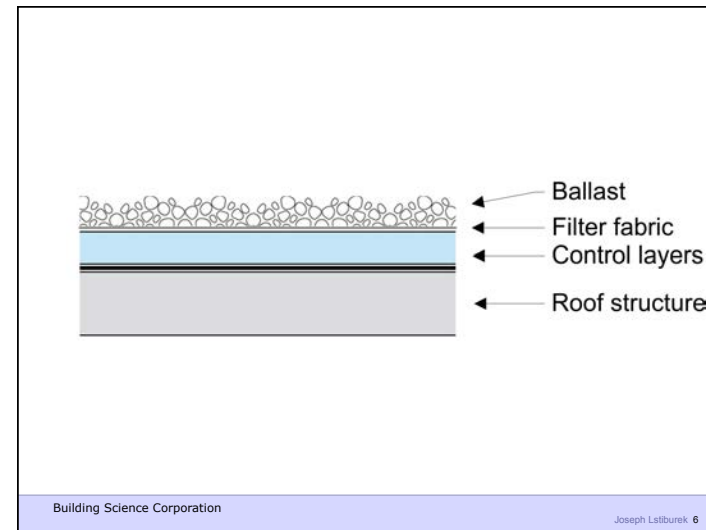 Ballast
Filter fabric
Control layers
Roof structure
Building Science Corporation
Joseph Lstiburek 6